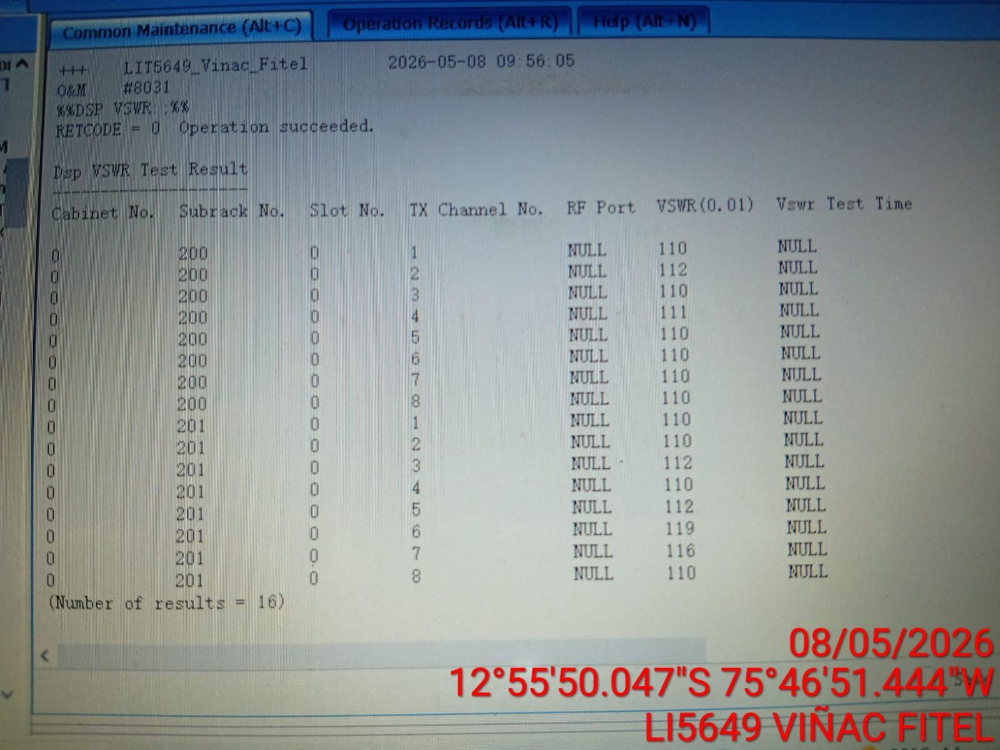 Common Maintenance (Alt+C) Operation Records (Alt+R) Help (Alt+N)
+++ LIT5649_Vinac_Fitel 2026-05-08 09:56:05
O&M #8031
%%DSP VSWR:;%%
RETCODE = 0 Operation succeeded.
Dsp VSWR Test Result
--------------------
Cabinet No. Subrack No. Slot No. TX Channel No. RF Port VSWR(0.01) Vswr Test Time
0 200 0 1 NULL 110 NULL
0 200 0 2 NULL 112 NULL
0 200 0 3 NULL 110 NULL
0 200 0 4 NULL 111 NULL
0 200 0 5 NULL 110 NULL
0 200 0 6 NULL 110 NULL
0 200 0 7 NULL 110 NULL
0 200 0 8 NULL 110 NULL
0 201 0 1 NULL 110 NULL
0 201 0 2 NULL 110 NULL
0 201 0 3 NULL 112 NULL
0 201 0 4 NULL 110 NULL
0 201 0 5 NULL 112 NULL
0 201 0 6 NULL 119 NULL
0 201 0 7 NULL 116 NULL
0 201 0 8 NULL 110 NULL
(Number of results = 16)
08/05/2026
12°55'50.047"S 75°46'51.444"W
LI5649 VIÑAC FITEL